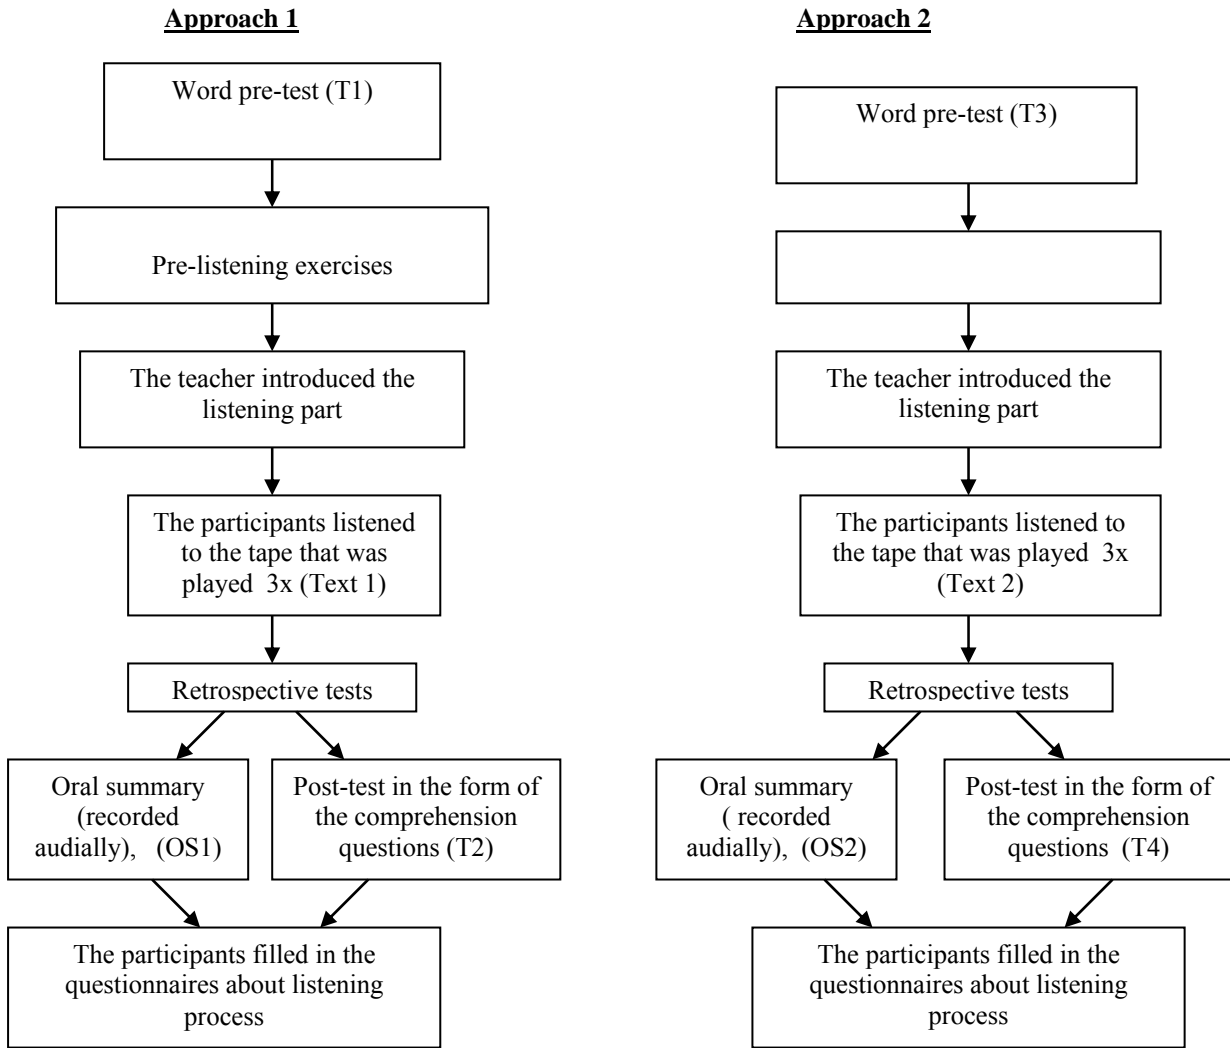 Approach 1
Word pre-test (T1)
Pre-listening exercises
The teacher introduced the
listening part
The participants listened
to the tape that was
played  3x (Text 1)
Retrospective tests
Oral summary
(recorded
audially),   (OS1)
Post-test in the form of
the comprehension
questions (T2)
The participants filled in the
questionnaires about listening
process
Approach 2
Word pre-test (T3)
The teacher introduced the
listening part
The participants listened to
the tape that was played  3x
(Text 2)
Retrospective tests
Oral summary
( recorded
audially),  (OS2)
Post-test in the form of
the comprehension
questions  (T4)
The participants filled in the
questionnaires about listening
process